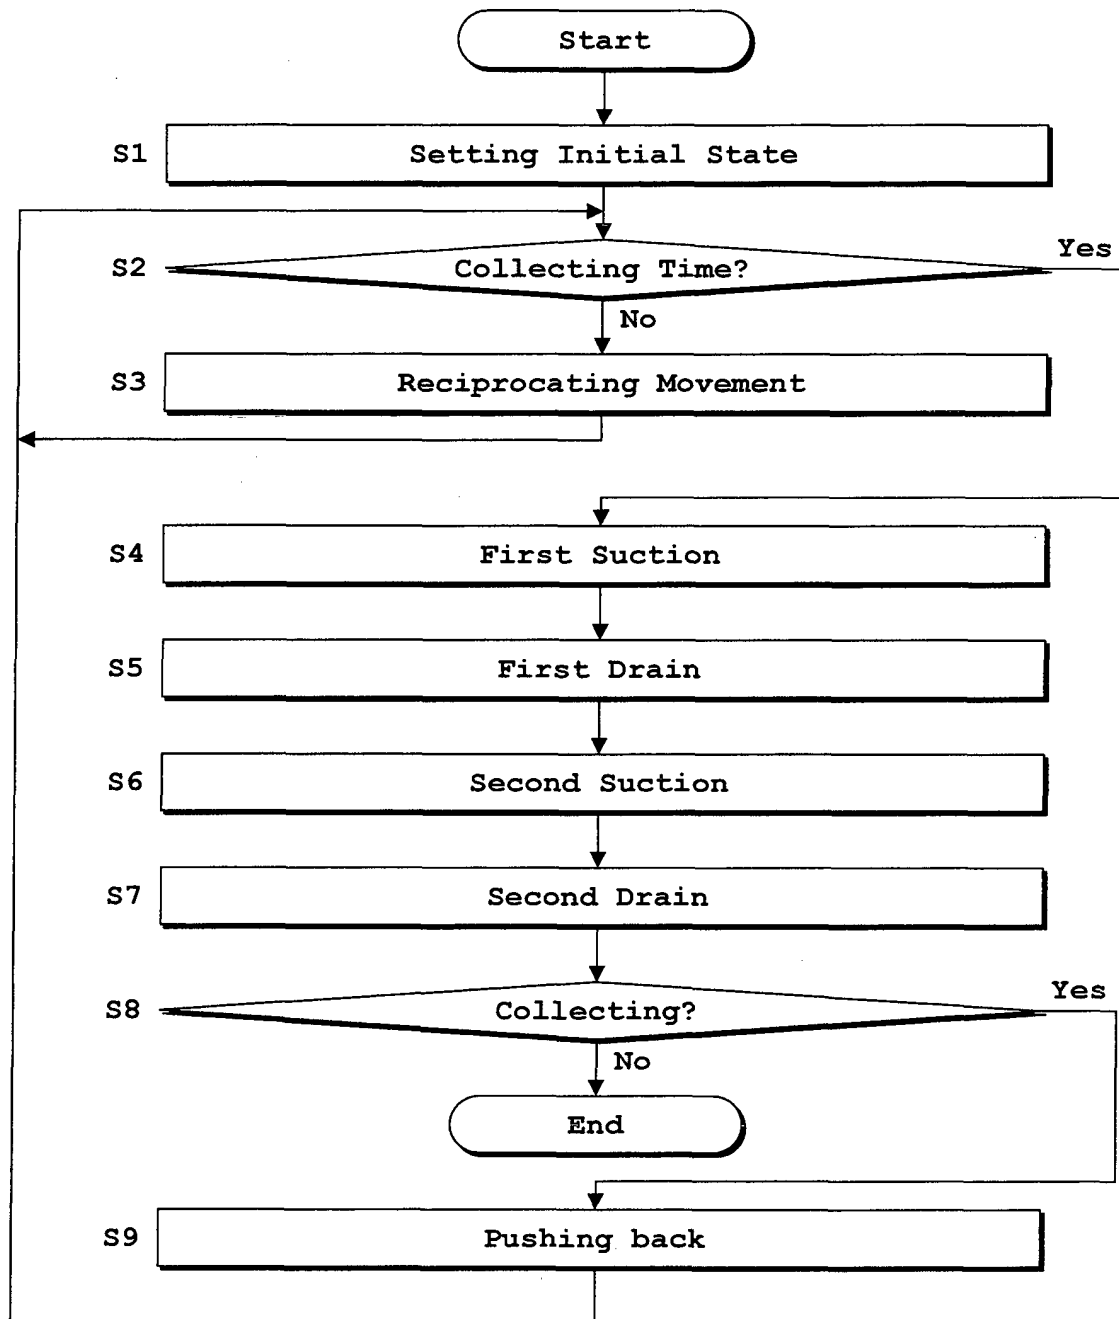 Start
S1 Setting Initial State
S2 Collecting Time? Yes
No
S3 Reciprocating Movement
S4 First Suction
S5 First Drain
S6 Second Suction
S7 Second Drain
S8 Collecting? Yes
No
End
S9 Pushing back